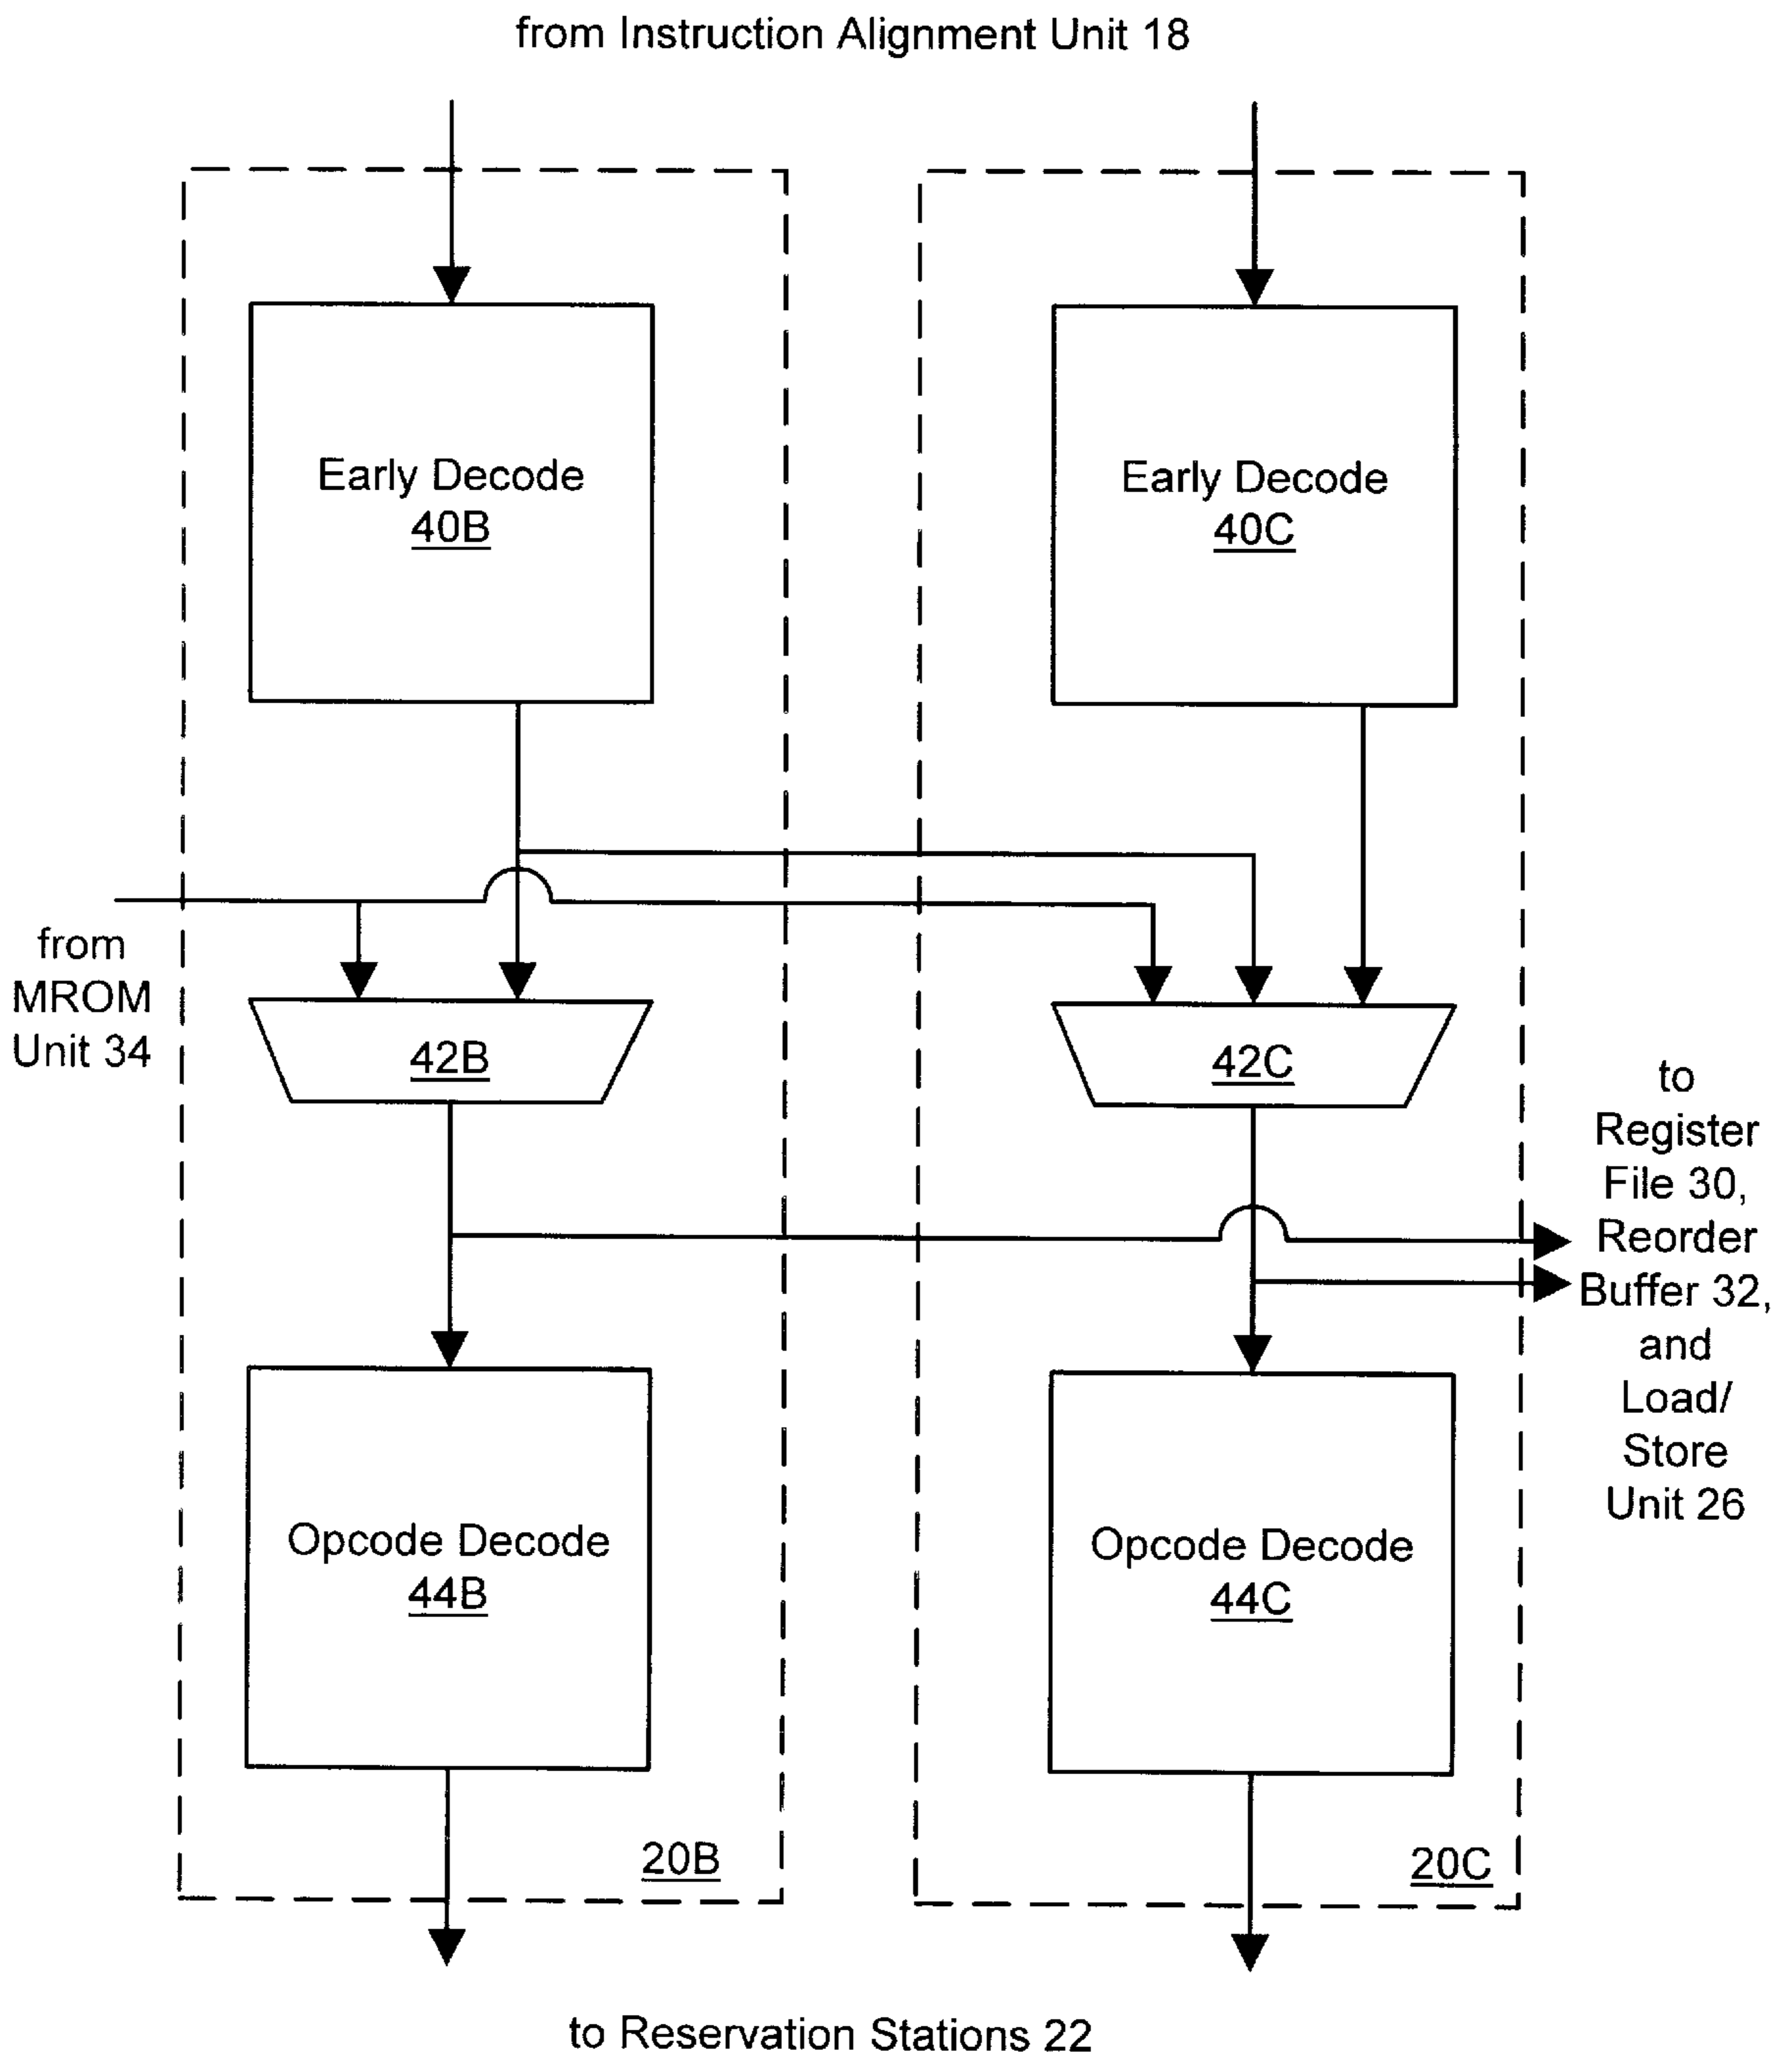 from Instruction Alignment Unit 18
Early Decode
40B
Early Decode
40C
from
MROM
Unit 34
42B
42C
to
Register
File 30,
Reorder
Buffer 32,
and
Load/
Store
Unit 26
Opcode Decode
44B
Opcode Decode
44C
20B
20C
to Reservation Stations 22